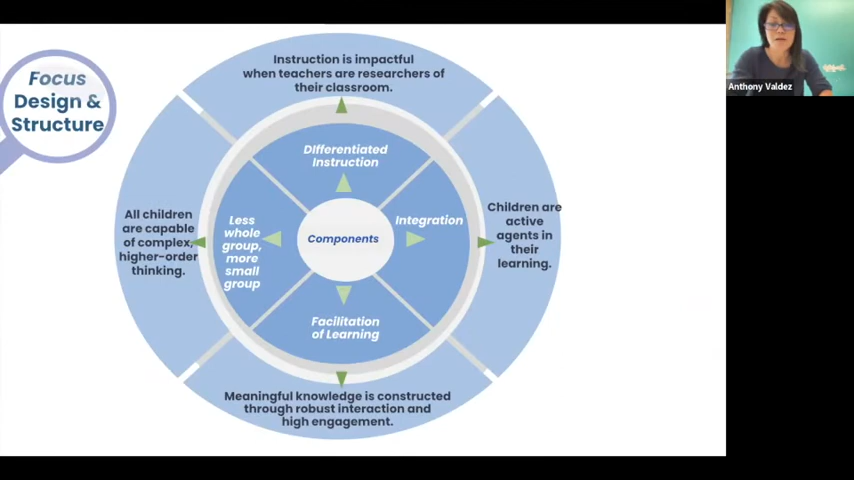 Focus
Design &
Structure
Instruction is impactful
when teachers are researchers of
their classroom.
DIfferentiated
Instruction
All children
are capable
of complex,
higher-order
thinking.
Less
whole
group,
more
small
group
Components
Integration
Children are
active
agents in
their
learning.
Facilitation
of Learning
Meaningful knowledge is constructed
through robust interaction and
high engagement.
Anthony Valdez